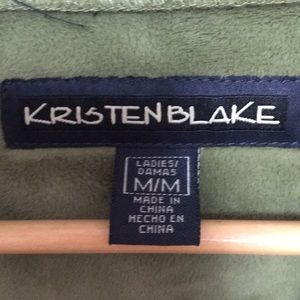 KRISTEN BLAKE
LADIES/
DAMAS
M/M
MADE IN
CHINA
HECHO EN
CHINA